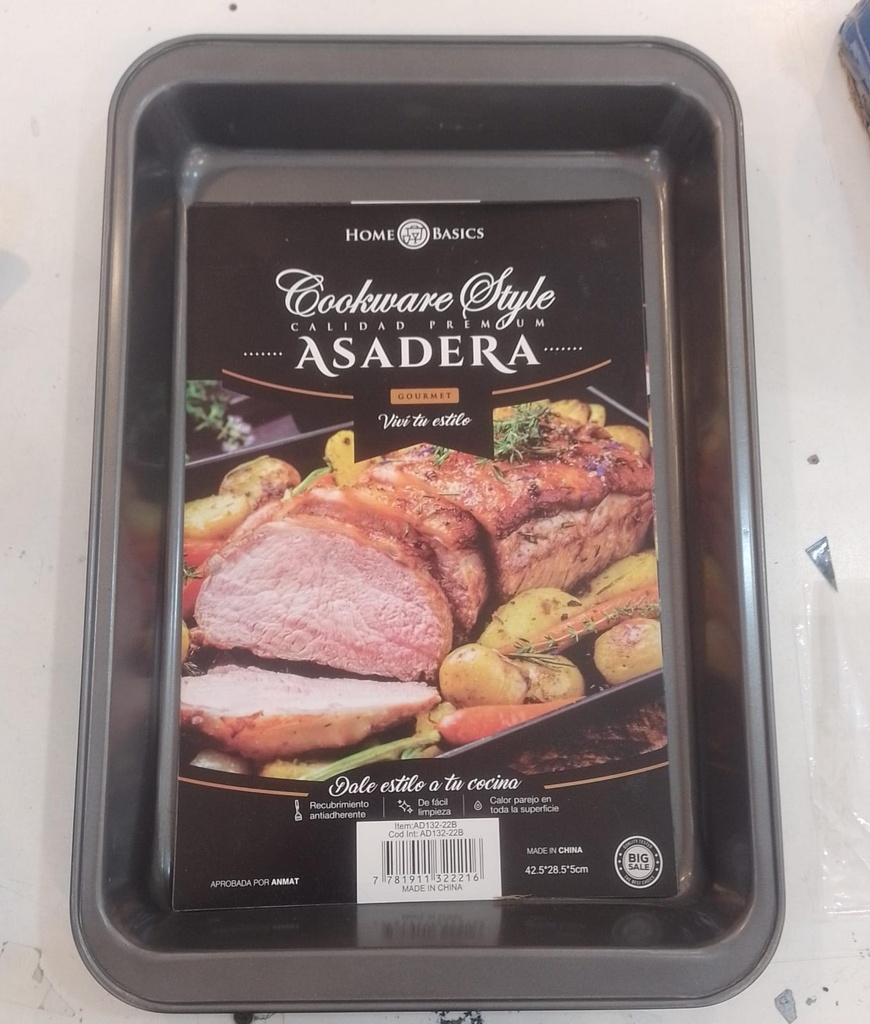 HOME BASICS
Cookware Style
CALIDAD PREMIUM
ASADERA
GOURMET
Viví tu estilo
Dale estilo a tu cocina
Recubrimiento
antiadherente
De fácil
limpieza
Calor parejo en
toda la superficie
Item:AD132-22B
Cod Int: AD132-22B
7 781911 322216
MADE IN CHINA
APROBADA POR ANMAT
MADE IN CHINA
42.5*28.5*5cm
BIG
SALE